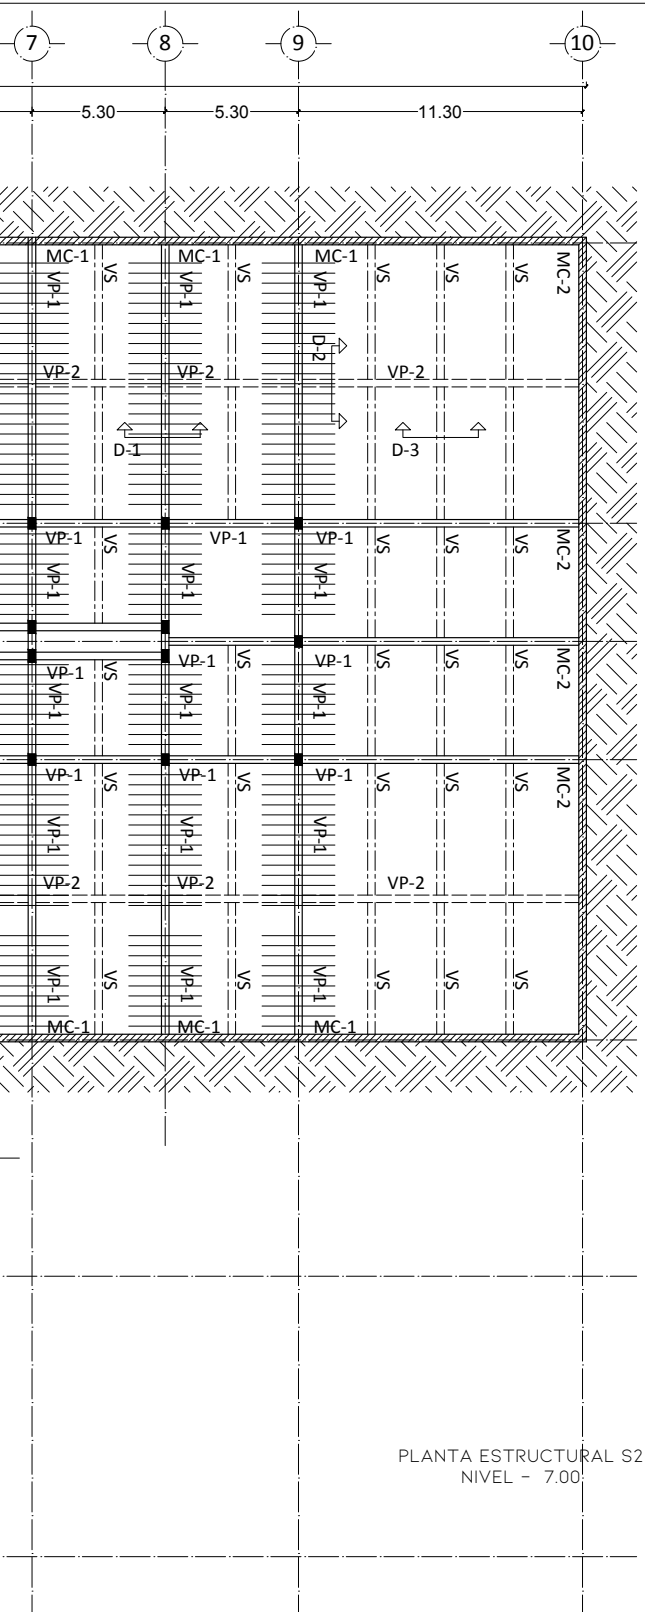 7 8 9 10
5.30 5.30 11.30
MC-1 MC-1 MC-1 MC-2
VP-1 VS VP-1 VS VP-1 VS VS VS
D-2
VP-2 VP-2 VP-2
D-1 D-3
VP-1 VP-1 VP-1
VS VS VS VS MC-2
VP-1 VP-1 VP-1
VP-1 VP-1 VP-1
VS VS VS VS VS MC-2
VP-1 VP-1 VP-1
VP-1 VP-1 VP-1
VS VS VS VS VS MC-2
VP-1 VP-1 VP-1
VP-2 VP-2 VP-2
VP-1 VS VP-1 VS VP-1 VS VS VS
MC-1 MC-1 MC-1
PLANTA ESTRUCTURAL S2
NIVEL - 7.00